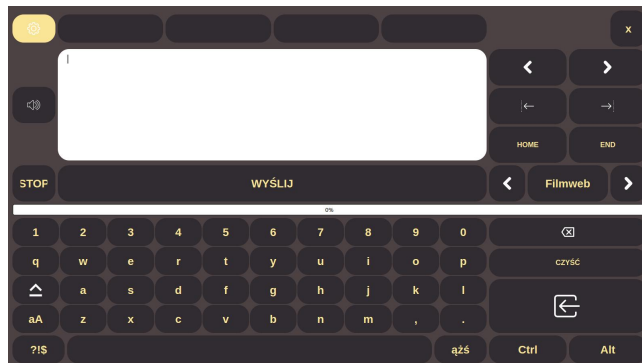 x
HOME END
STOP WYŚLIJ Filmweb
0%
1 2 3 4 5 6 7 8 9 0
q w e r t y u i o p CZYŚĆ
a s d f g h j k l
aA z x c v b n m , .
?!$ ążś Ctrl Alt